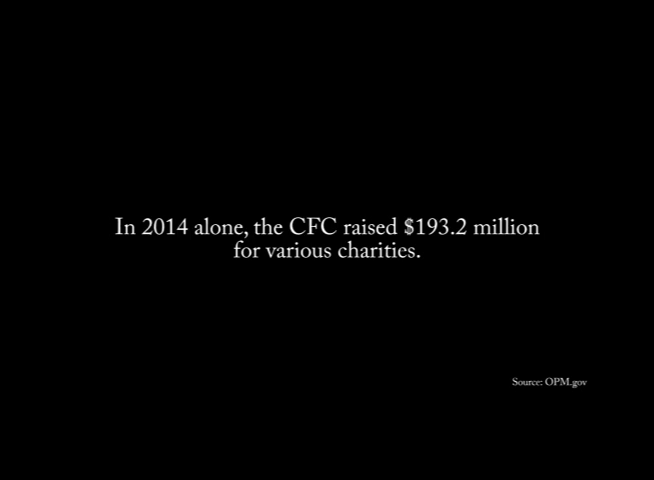 In 2014 alone, the CFC raised $193.2 million
for various charities.
Source: OPM.gov